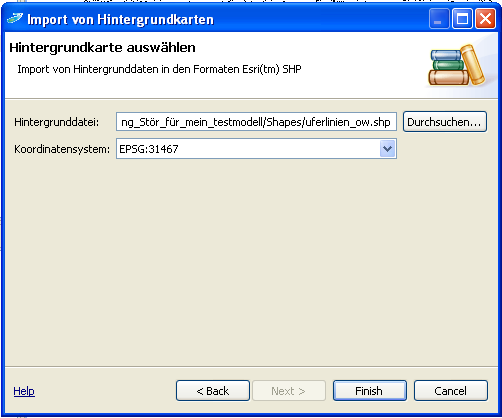 Import von Hintergrundkarten
Hintergrundkarte auswählen
Import von Hintergrunddaten in den Formaten Esri(tm) SHP
Hintergrunddatei: ng_Stör_für_mein_testmodell/Shapes/uferlinien_ow.shp Durchsuchen...
Koordinatensystem: EPSG:31467
Help < Back Next > Finish Cancel